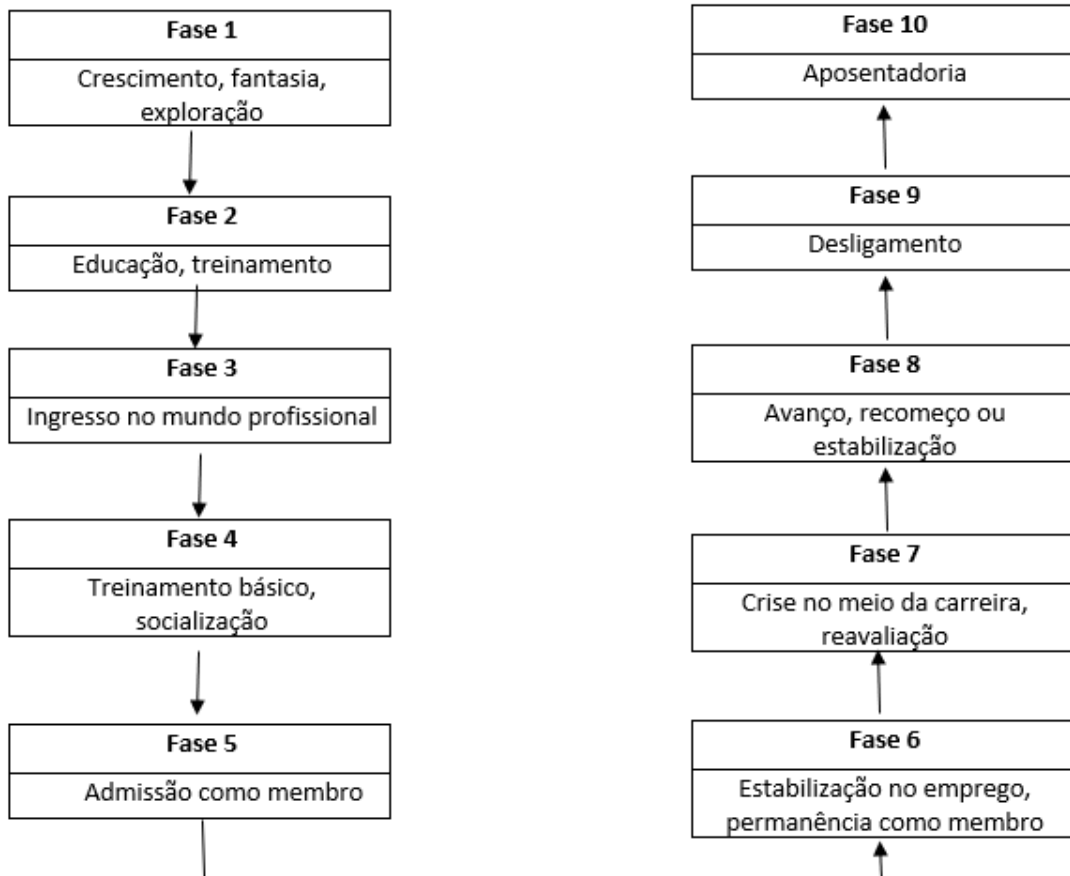 Fase 1
Crescimento, fantasia,
exploração
Fase 2
Educação, treinamento
Fase 3
Ingresso no mundo profissional
Fase 4
Treinamento básico,
socialização
Fase 5
Admissão como membro
Fase 10
Aposentadoria
Fase 9
Desligamento
Fase 8
Avanço, recomeço ou
estabilização
Fase 7
Crise no meio da carreira,
reavaliação
Fase 6
Estabilização no emprego,
permanência como membro